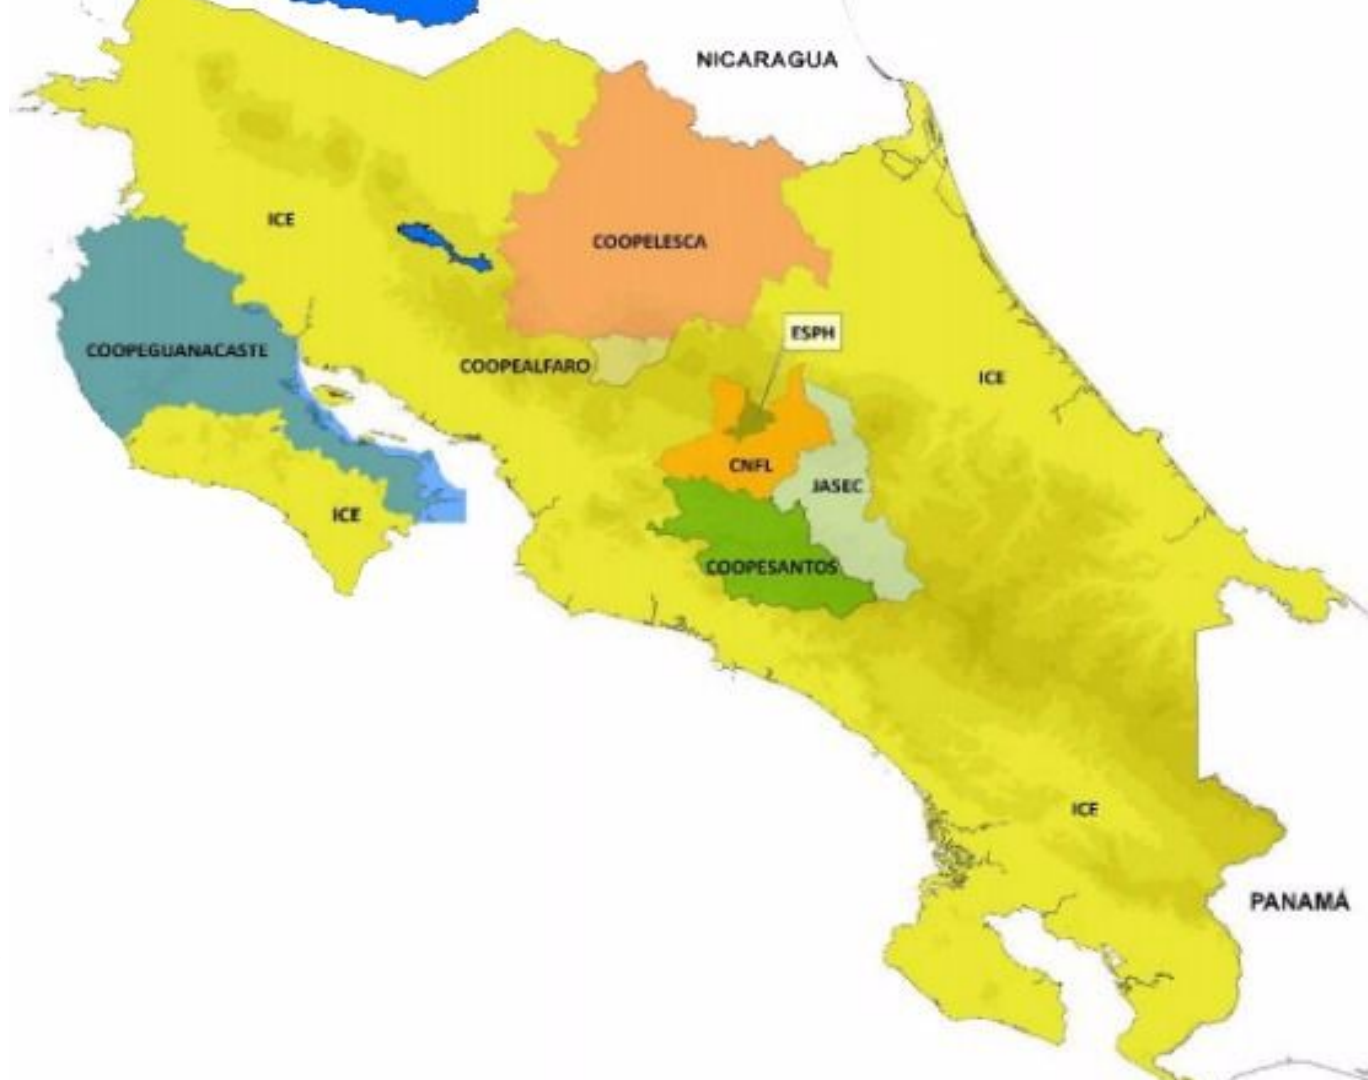 NICARAGUA
ICE
COOPELESCA
ESPH
COOPEGUANACASTE
COOPEALFARO
ICE
CNFL
JASEC
ICE
COOPESANTOS
ICE
PANAMÁ